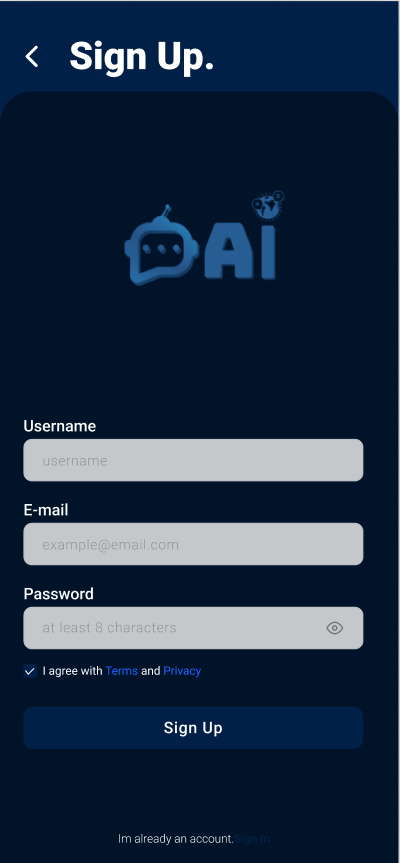 Sign Up.
AI
Username
username
E-mail
example@email.com
Password
at least 8 characters
I agree with Terms and Privacy
Sign Up
Im already an account.Sign In